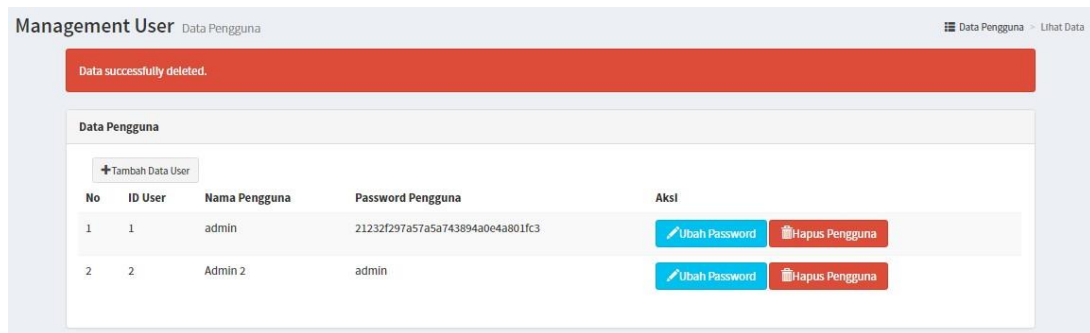 Management User Data Pengguna
Data Pengguna > Lihat Data
Data successfully deleted.
Data Pengguna
+Tambah Data User
No ID User Nama Pengguna Password Pengguna Aksi
1 1 admin 21232f297a57a5a743894a0e4a801fc3 Ubah Password Hapus Pengguna
2 2 Admin 2 admin Ubah Password Hapus Pengguna